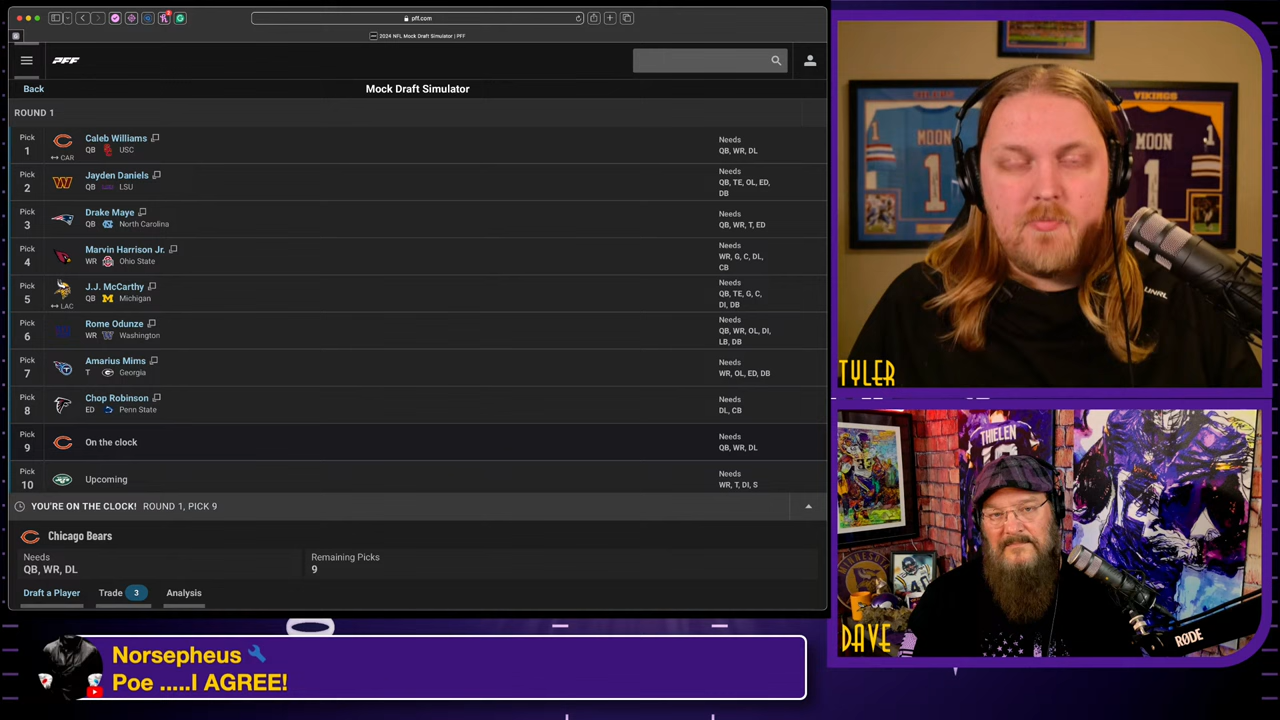 pff.com
2024 NFL Mock Draft Simulator | PFF
PFF
Back
Mock Draft Simulator
ROUND 1
Pick 1
CAR
Caleb Williams
QB USC
Needs
QB, WR, DL
Pick 2
Jayden Daniels
QB LSU
Needs
QB, TE, OL, ED,
DB
Pick 3
Drake Maye
QB North Carolina
Needs
QB, WR, T, ED
Pick 4
Marvin Harrison Jr.
WR Ohio State
Needs
WR, G, C, DL,
CB
Pick 5
LAC
J.J. McCarthy
QB Michigan
Needs
QB, TE, G, C,
DI, DB
Pick 6
Rome Odunze
WR Washington
Needs
QB, WR, OL, DI,
LB, DB
Pick 7
Amarius Mims
T Georgia
Needs
WR, OL, ED, DB
Pick 8
Chop Robinson
ED Penn State
Needs
DL, CB
Pick 9
On the clock
Needs
QB, WR, DL
Pick 10
Upcoming
Needs
WR, T, DI, S
YOU'RE ON THE CLOCK! ROUND 1, PICK 9
Chicago Bears
Needs
QB, WR, DL
Remaining Picks
9
Draft a Player
Trade 3
Analysis
Norsepheus
Poe .....I AGREE!
VIKINGS
MOON
1
MOON
1
TYLER
THIELEN
MINNESOTA
RØDE
DAVE